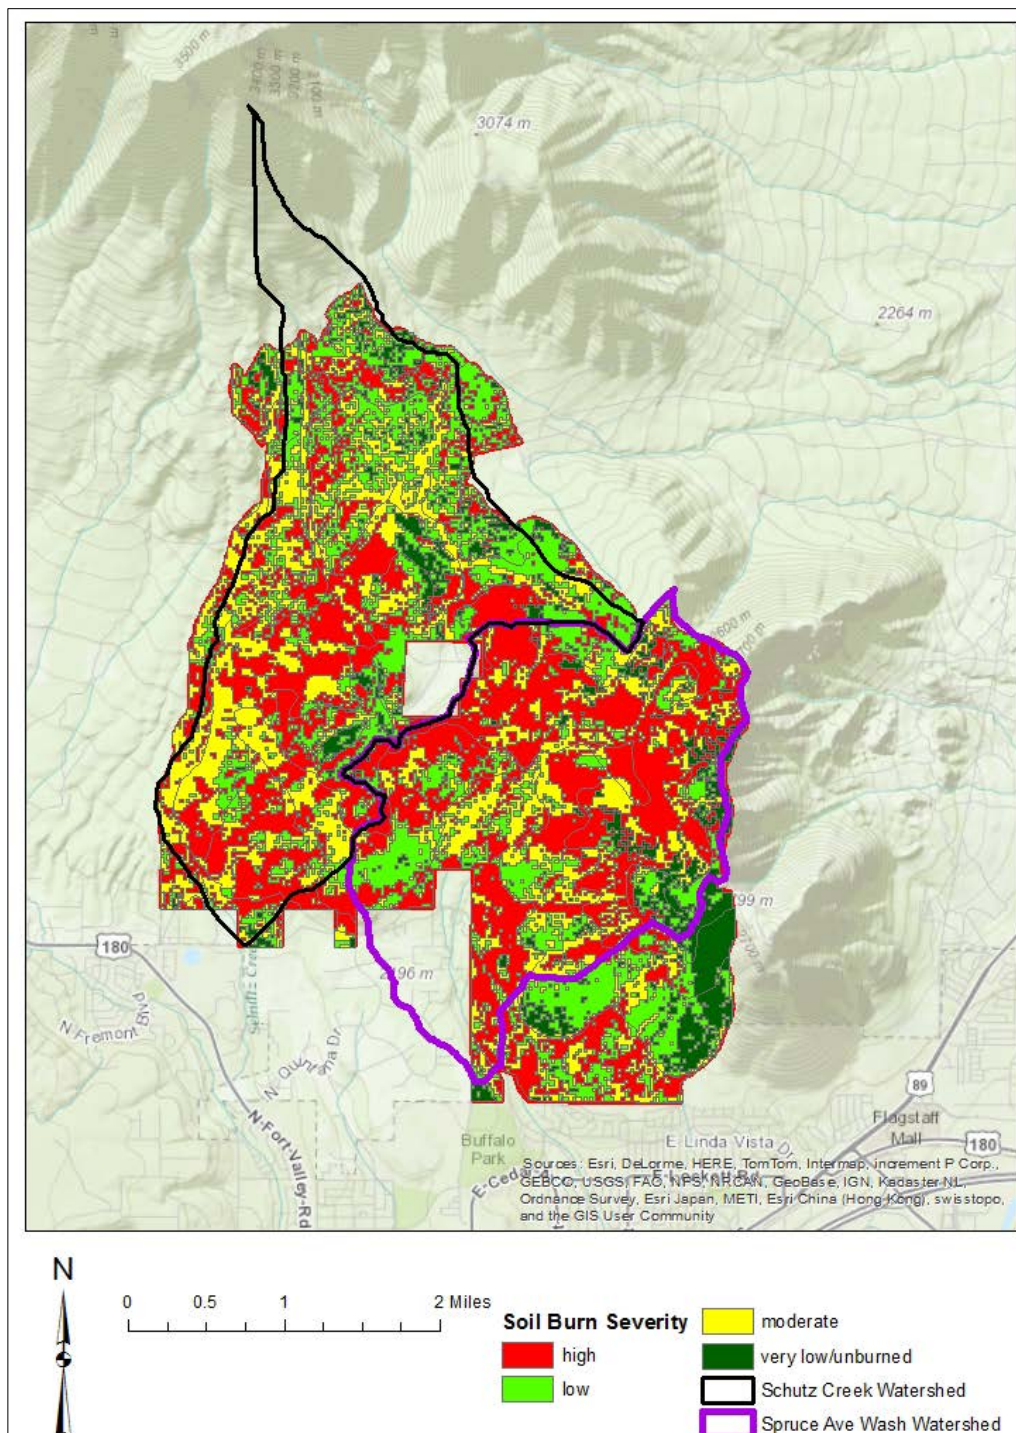 3500 m
3400 m
3300 m
3200 m
3100 m
3074 m
2264 m
2600 m
2196 m
180
Schultz Creek
N Fremont Blvd
N Quintana Dr
N-Fort-Valley-Rd
Buffalo
Park
E-Cedar-A
E Linda Vista Dr
E-Lockett-Rd
89
Flagstaff
Mall
180
Sources: Esri, DeLorme, HERE, TomTom, Intermap, increment P Corp.,
GEBCO, USGS, FAO, NPS, NRCAN, GeoBase, IGN, Kadaster NL,
Ordnance Survey, Esri Japan, METI, Esri China (Hong Kong), swisstopo,
and the GIS User Community
N
0 0.5 1 2 Miles
Soil Burn Severity
high
low
moderate
very low/unburned
Schutz Creek Watershed
Spruce Ave Wash Watershed